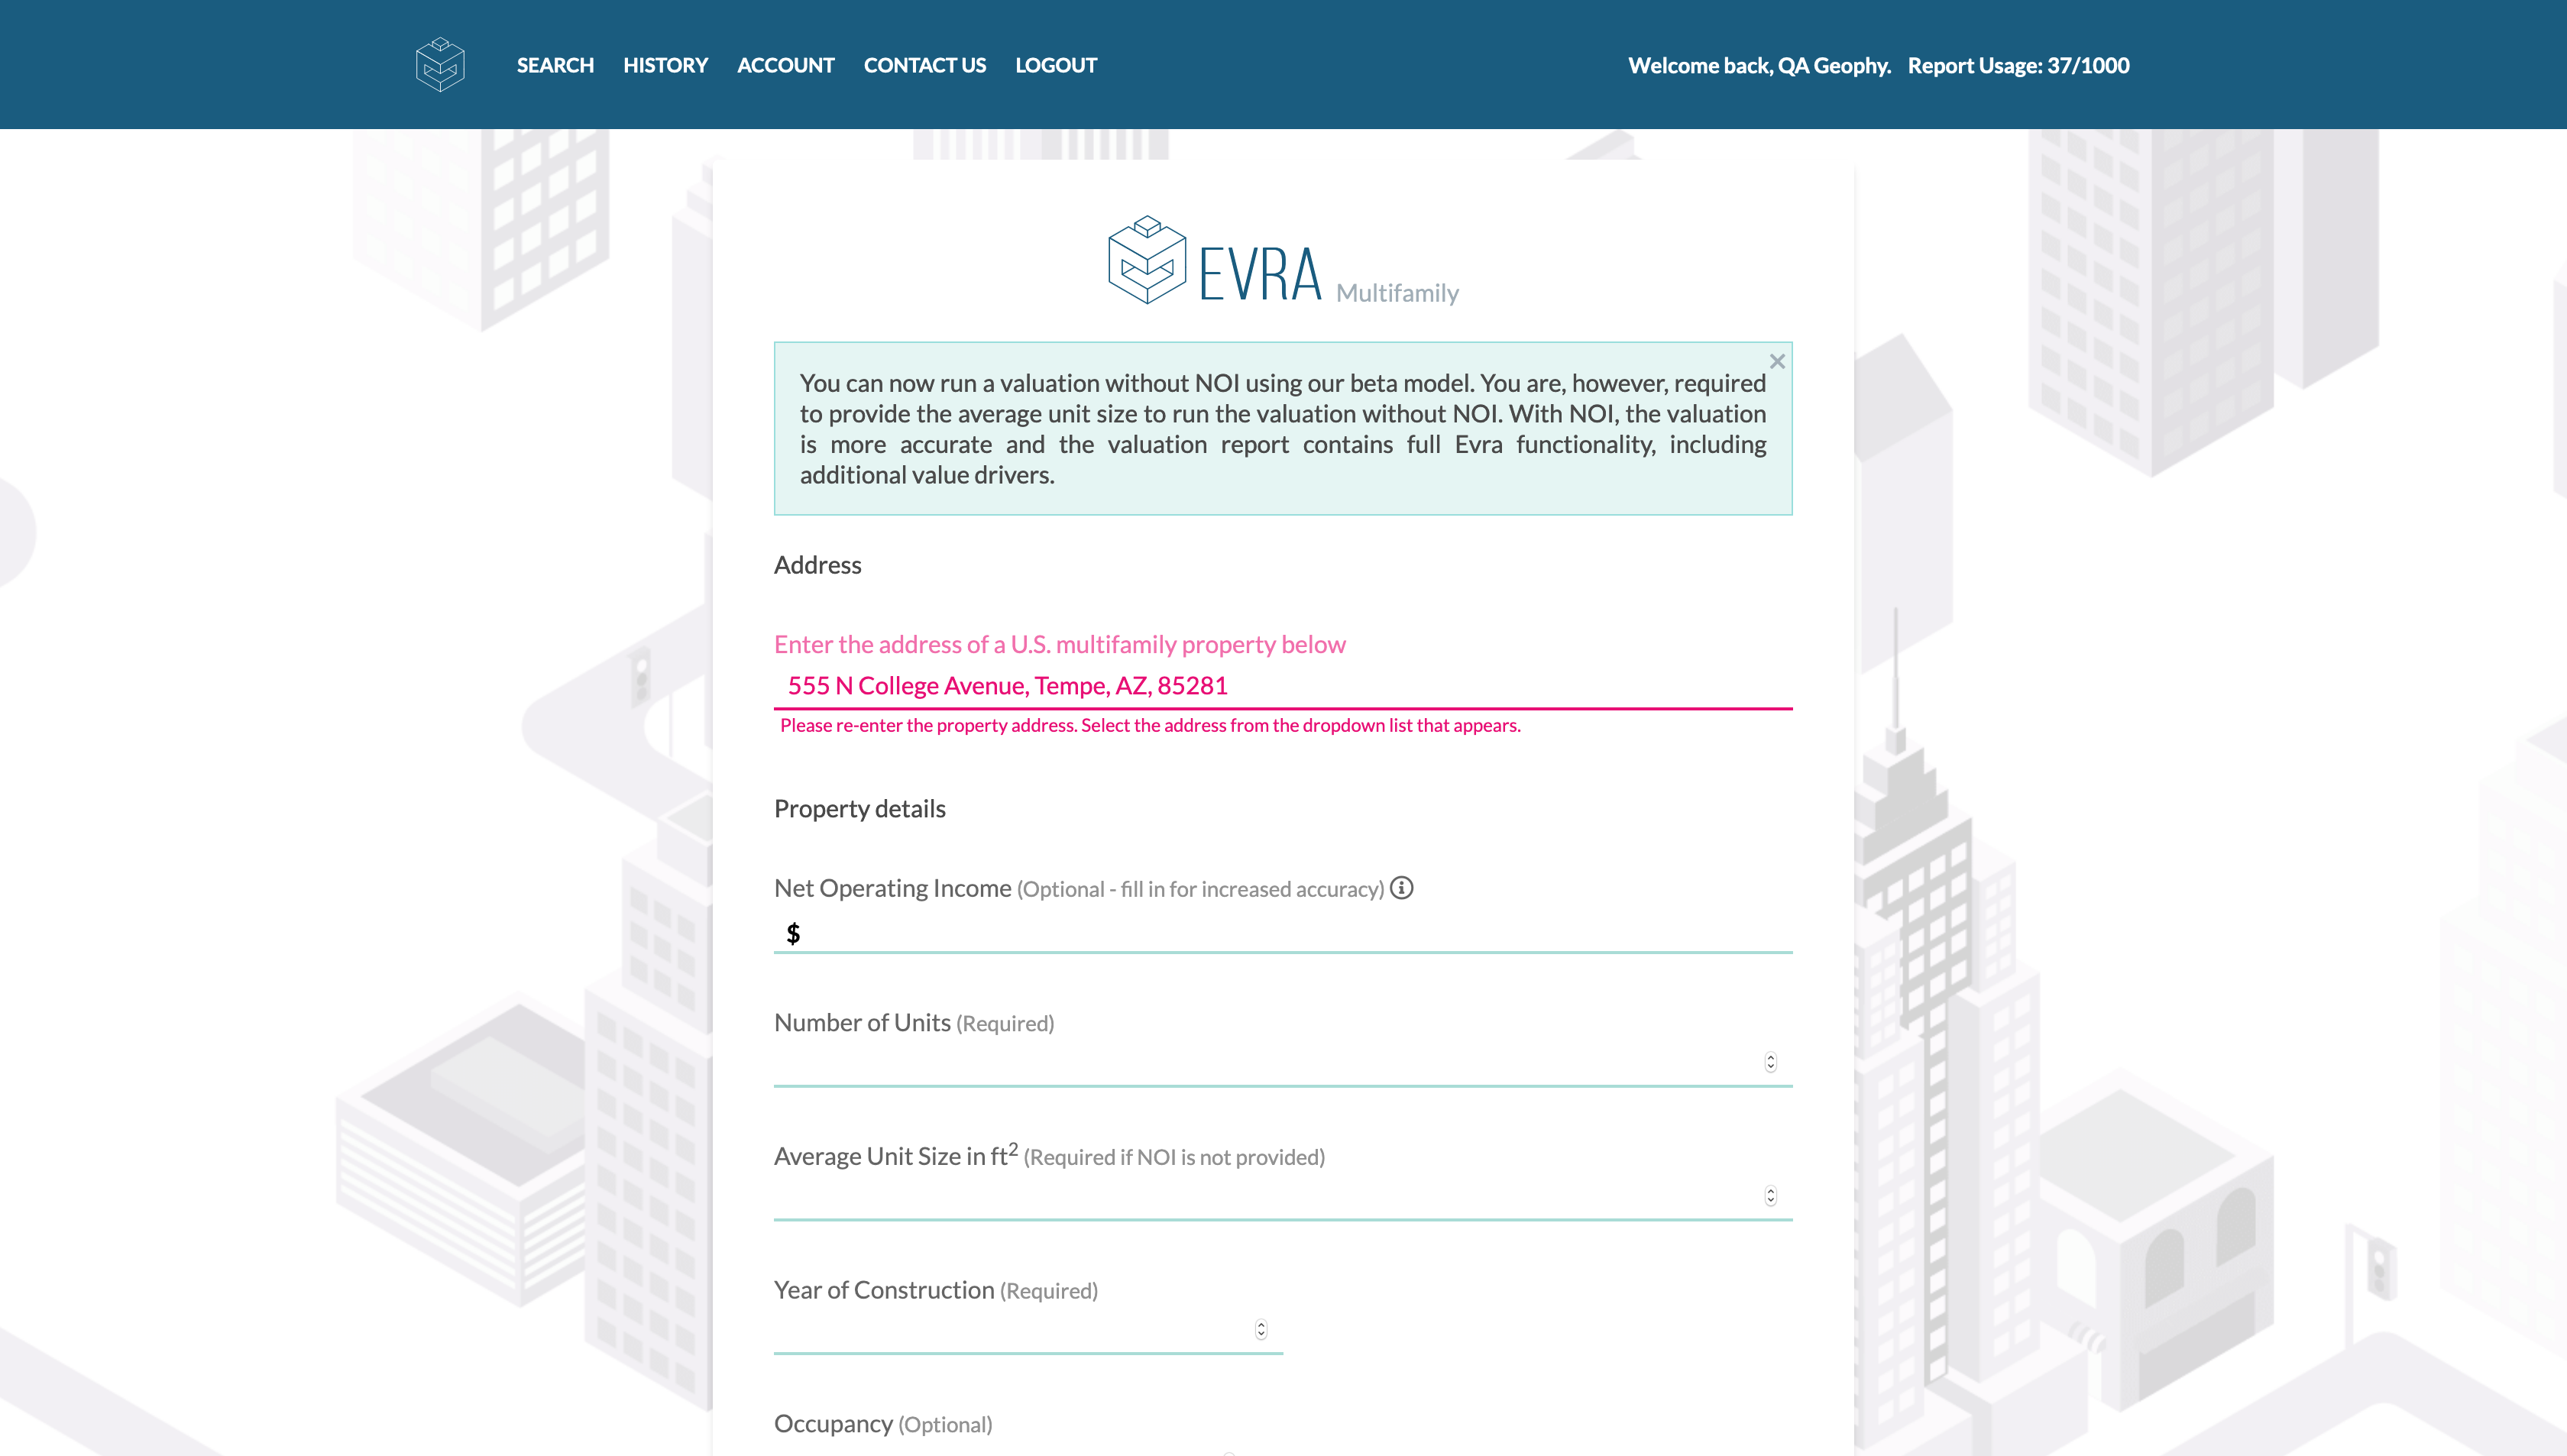 SEARCH HISTORY ACCOUNT CONTACT US LOGOUT Welcome back, QA Geophy. Report Usage: 37/1000
EVRA Multifamily
You can now run a valuation without NOI using our beta model. You are, however, required
to provide the average unit size to run the valuation without NOI. With NOI, the valuation
is more accurate and the valuation report contains full Evra functionality, including
additional value drivers.
Address
Enter the address of a U.S. multifamily property below
555 N College Avenue, Tempe, AZ, 85281
Please re-enter the property address. Select the address from the dropdown list that appears.
Property details
Net Operating Income (Optional - fill in for increased accuracy)
$
Number of Units (Required)
Average Unit Size in ft² (Required if NOI is not provided)
Year of Construction (Required)
Occupancy (Optional)